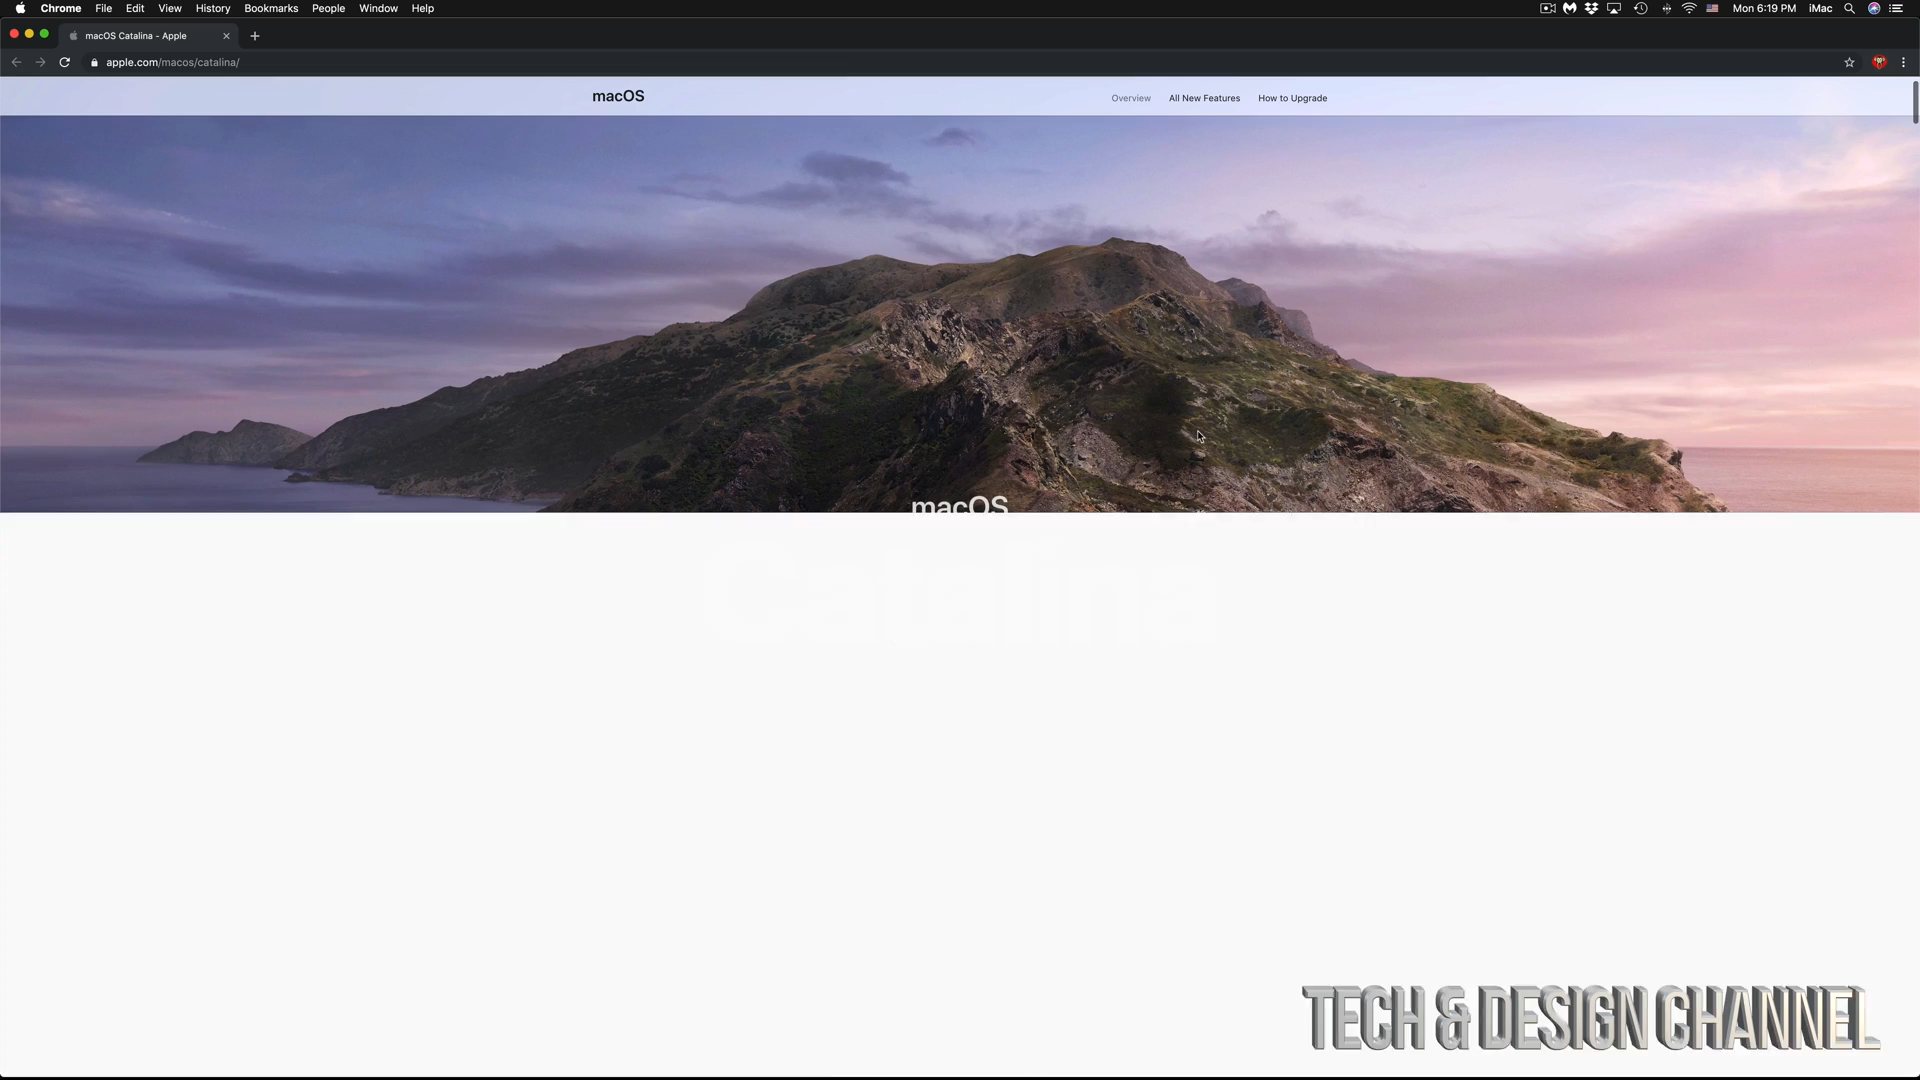 Chrome File Edit View History Bookmarks People Window Help
Mon 6:19 PM iMac
macOS Catalina - Apple
apple.com/macos/catalina/
macOS
Overview All New Features How to Upgrade
macOS
Catalina
TECH & DESIGN CHANNEL